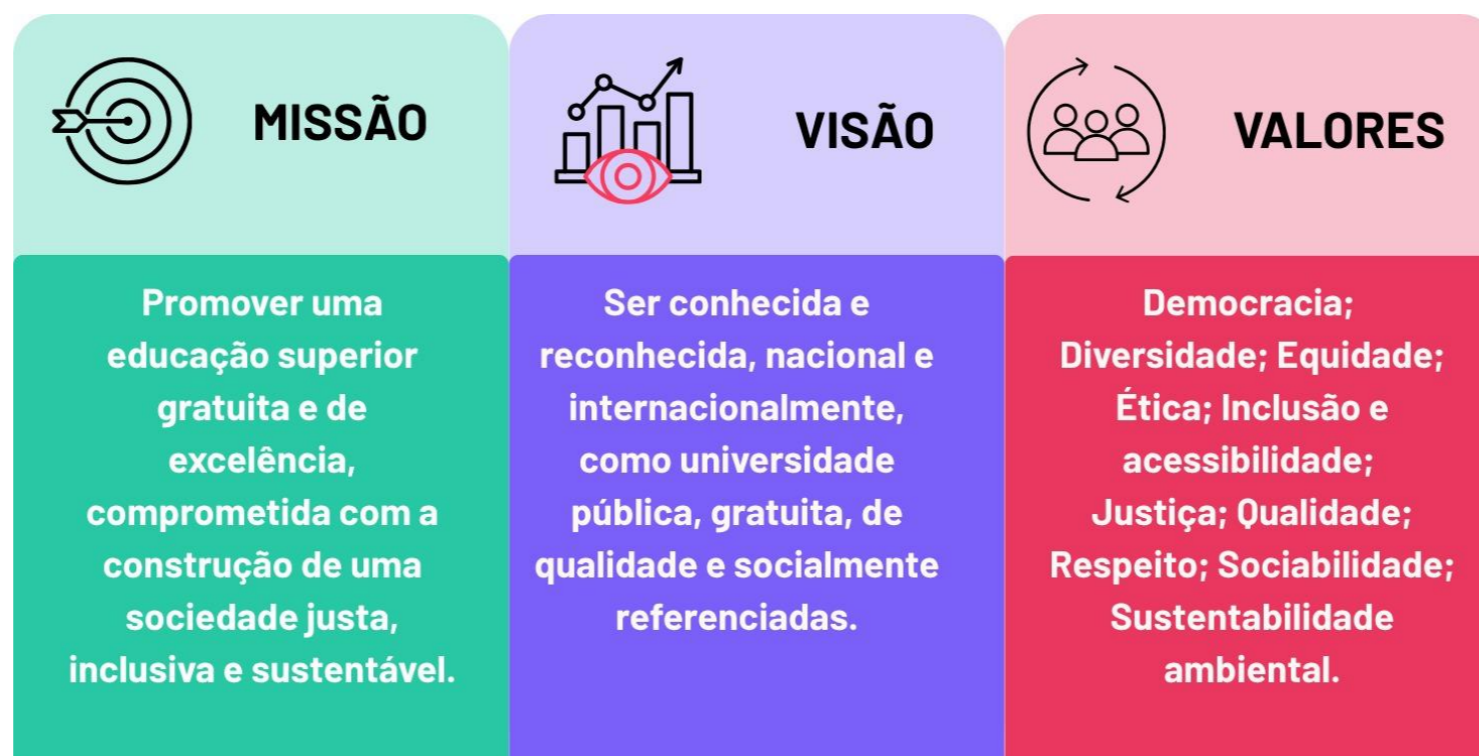 MISSÃO
Promover uma
educação superior
gratuita e de
excelência,
comprometida com a
construção de uma
sociedade justa,
inclusiva e sustentável.
VISÃO
Ser conhecida e
reconhecida, nacional e
internacionalmente,
como universidade
pública, gratuita, de
qualidade e socialmente
referenciadas.
VALORES
Democracia;
Diversidade; Equidade;
Ética; Inclusão e
acessibilidade;
Justiça; Qualidade;
Respeito; Sociabilidade;
Sustentabilidade
ambiental.